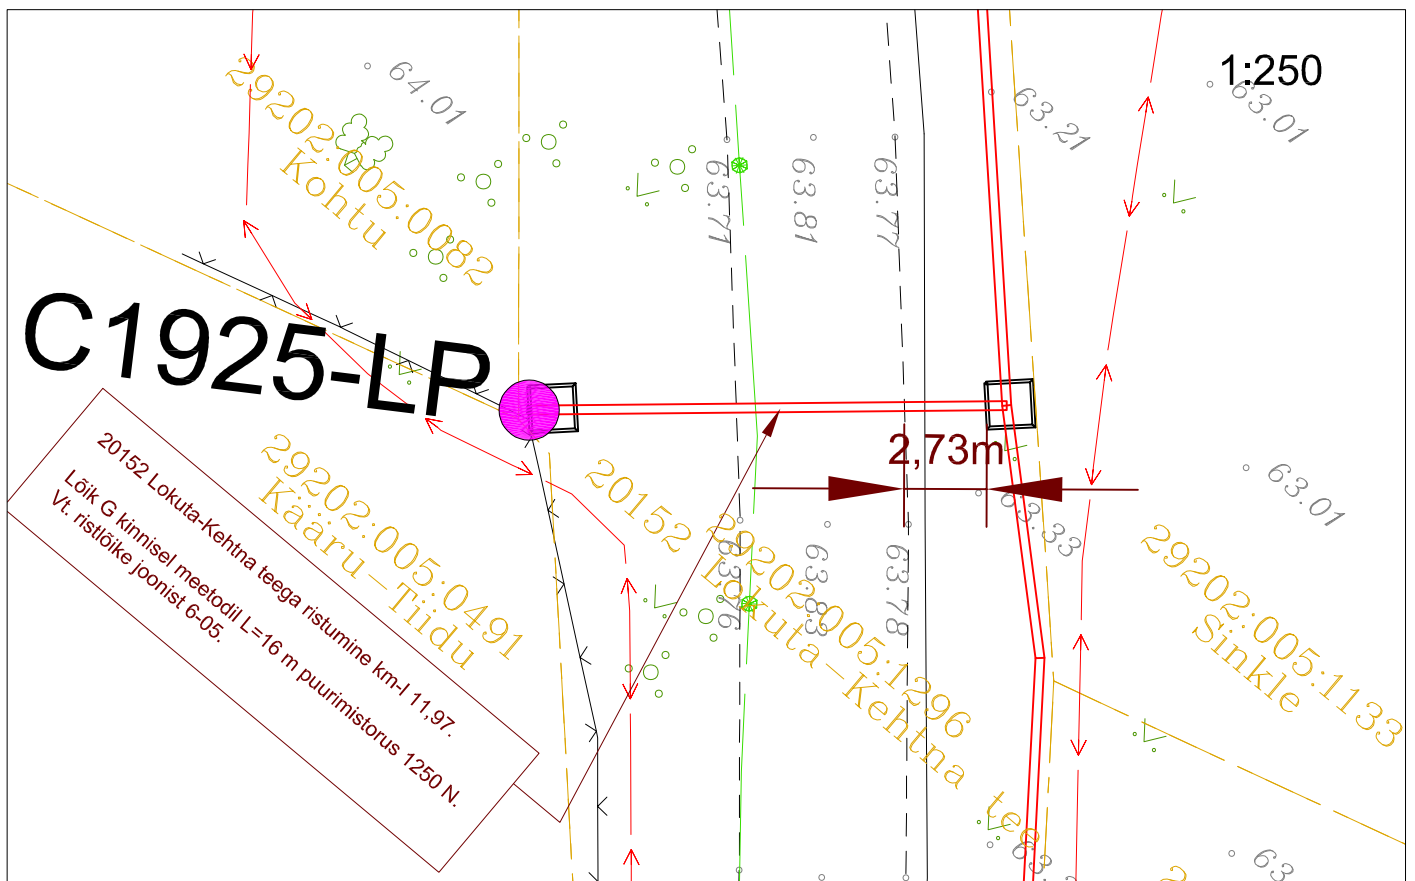 1:250
64.01
63.21
63.01
29202:005:0082
Kohtu
63.71
63.81
63.77
C1925-LP
2,73m
20152 Lokuta-Kehtna teega ristumine km-l 11,97.
Lõik G kinnisel meetodil L=16 m puurimistorus 1250 N.
Vt. ristlõike joonist 6-05.
29202:005:0491
Kääru-Tiidu
20152 Lokuta-Kehtna tee
29202:005:1296
63.76
63.83
63.78
63.33
63.01
29202:005:1133
Sinkle
63